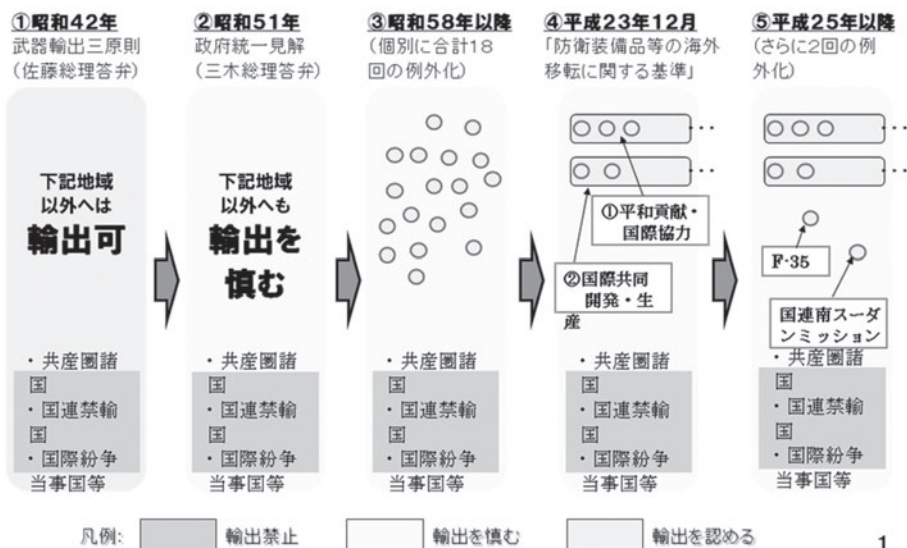 ①昭和42年
武器輸出三原則
(佐藤総理答弁)
下記地域
以外へは
輸出可
・共産圏諸
国
・国連禁輸
国
・国際紛争
当事国等
②昭和51年
政府統一見解
(三木総理答弁)
下記地域
以外へも
輸出を
慎む
・共産圏諸
国
・国連禁輸
国
・国際紛争
当事国等
③昭和58年以降
(個別に合計18
回の例外化)
・共産圏諸
国
・国連禁輸
国
・国際紛争
当事国等
④平成23年12月
「防衛装備品等の海外
移転に関する基準」
・・・
・・・
①平和貢献・
国際協力
②国際共同
開発・生
産
・共産圏諸
国
・国連禁輸
国
・国際紛争
当事国等
⑤平成25年以降
(さらに2回の例
外化)
・・・
・・・
F-35
国連南スーダ
ンミッション
・共産圏諸
国
・国連禁輸
国
・国際紛争
当事国等
凡例: 輸出禁止 輸出を慎む 輸出を認める
1